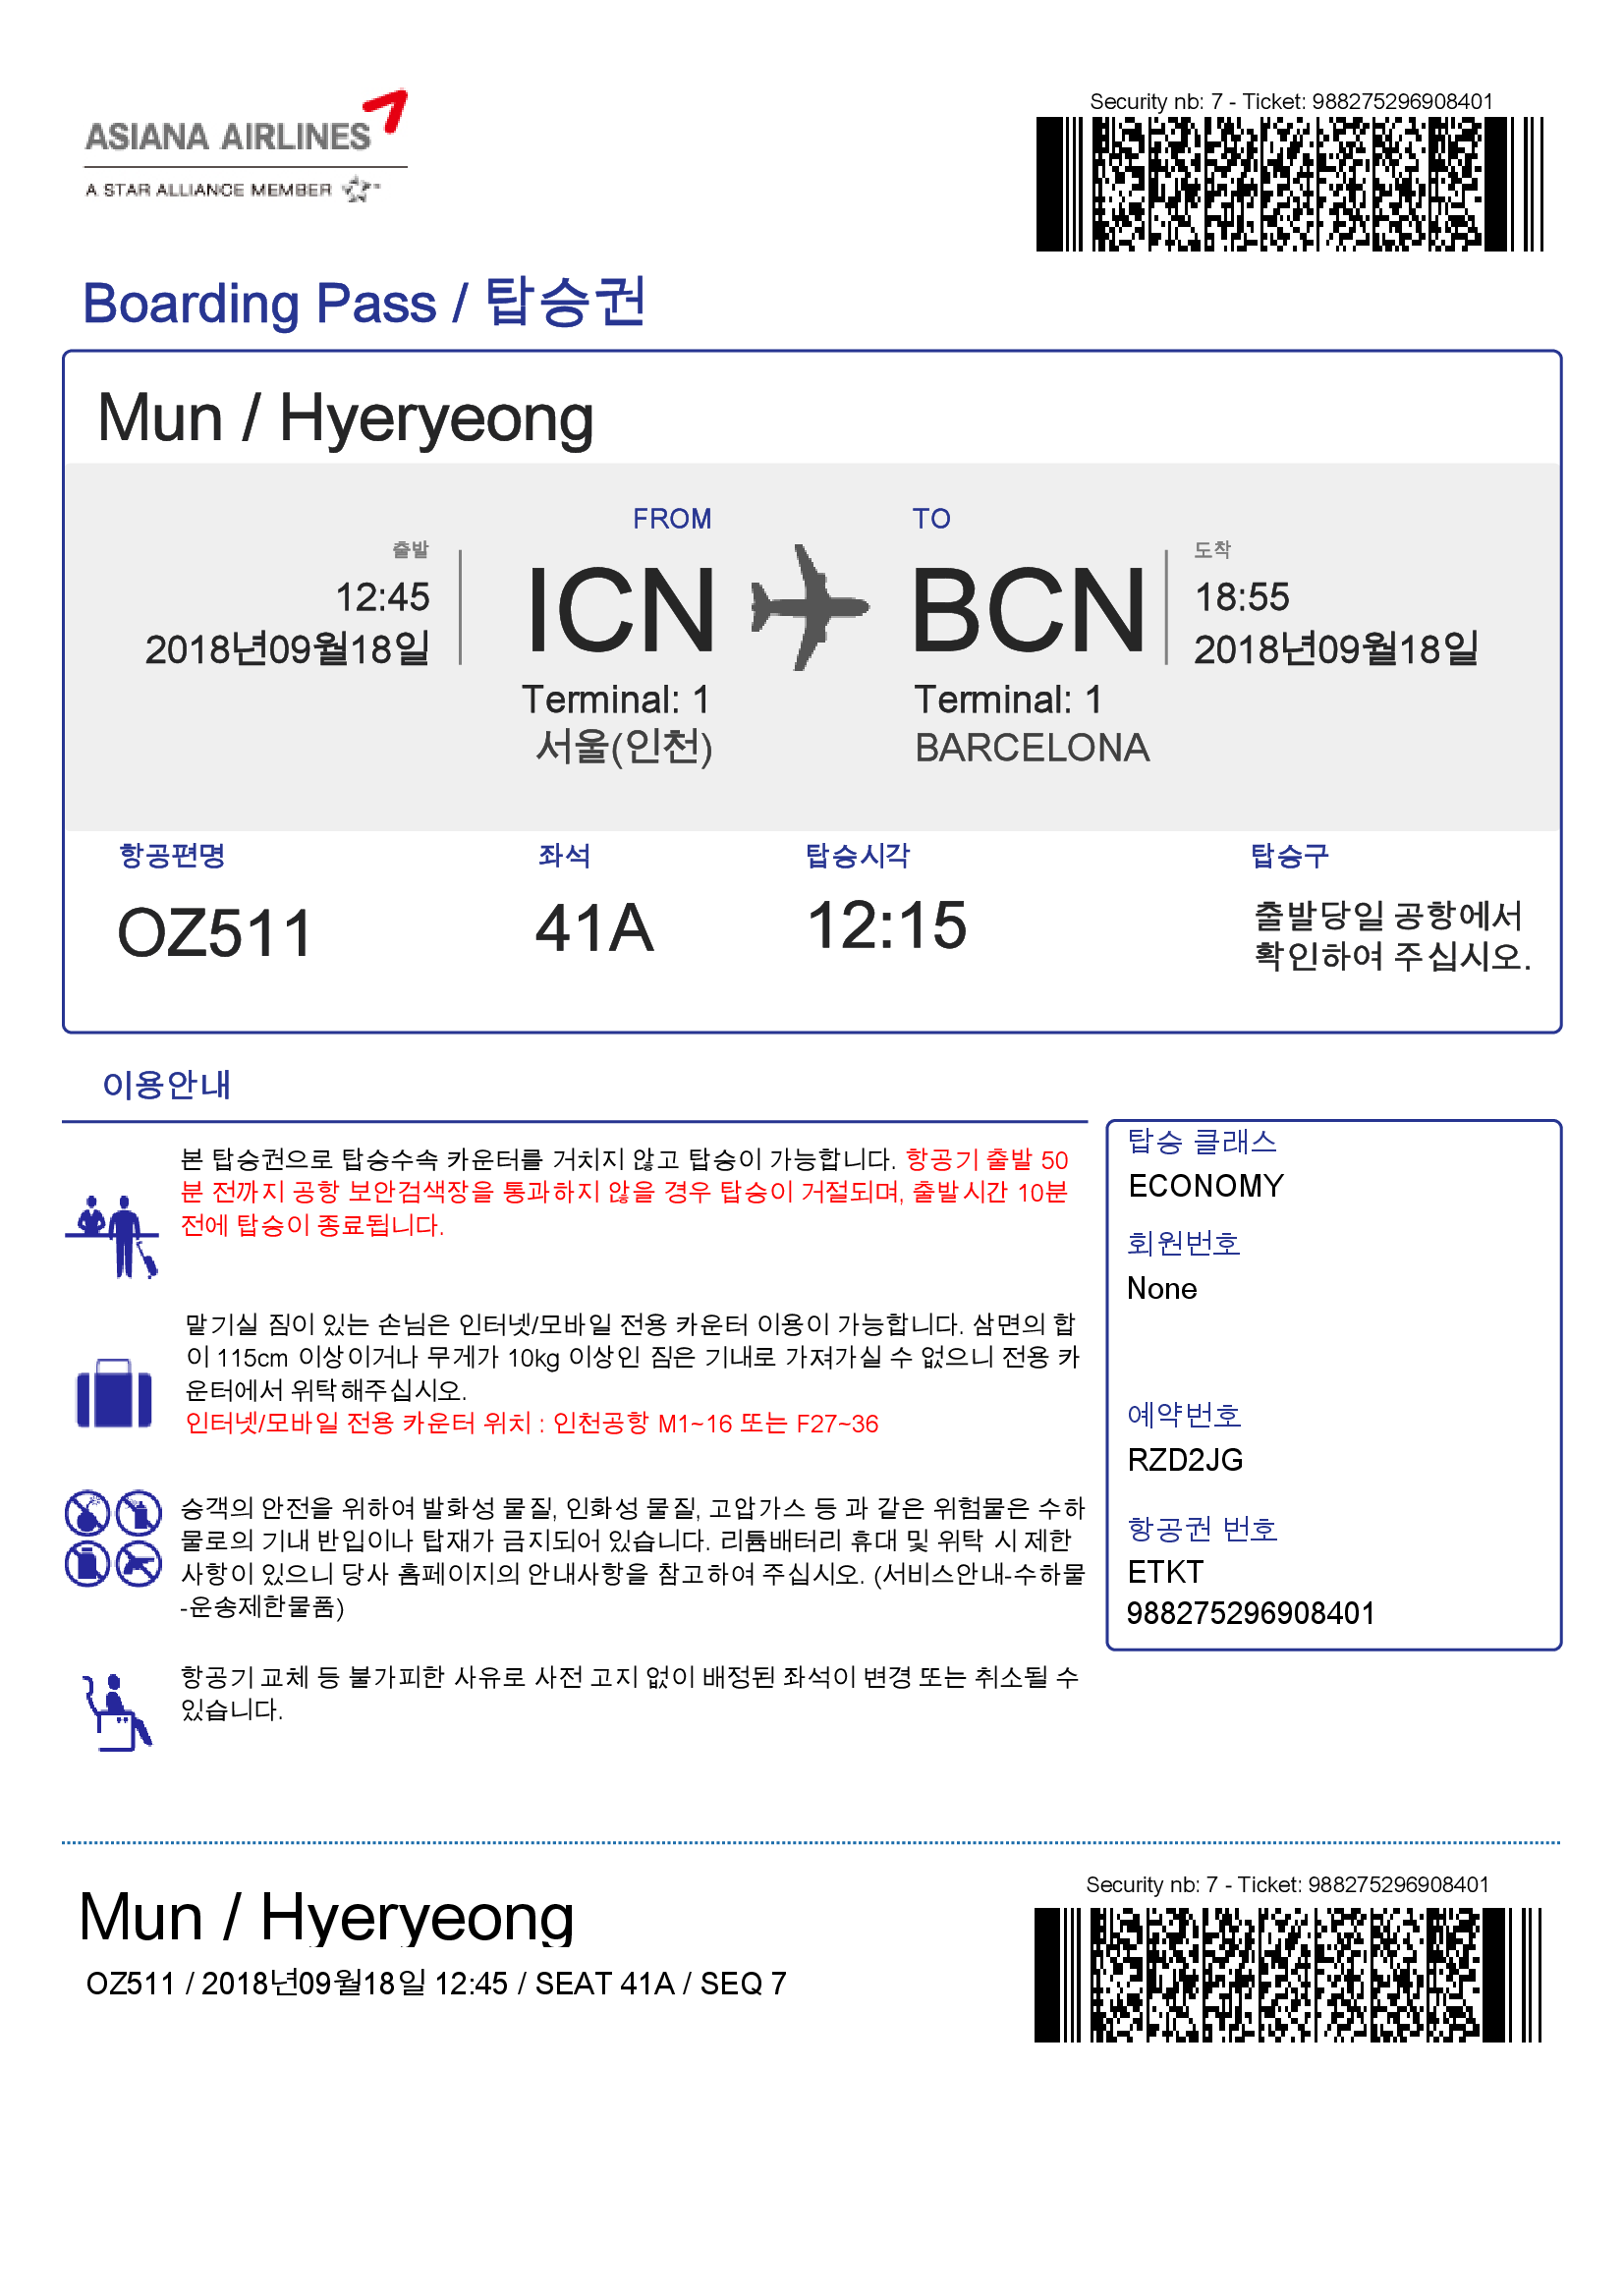 ASIANA AIRLINES
A STAR ALLIANCE MEMBER
Security nb: 7 - Ticket: 988275296908401
Boarding Pass / 탑승권
Mun / Hyeryeong
FROM
TO
출발
도착
12:45
ICN
BCN
18:55
2018년09월18일
2018년09월18일
Terminal: 1
Terminal: 1
서울(인천)
BARCELONA
항공편명
좌석
탑승시각
탑승구
OZ511
41A
12:15
출발당일 공항에서
확인하여 주십시오.
이용안내
본 탑승권으로 탑승수속 카운터를 거치지 않고 탑승이 가능합니다. 항공기 출발 50
분 전까지 공항 보안검색장을 통과하지 않을 경우 탑승이 거절되며, 출발시간 10분
전에 탑승이 종료됩니다.
맡기실 짐이 있는 손님은 인터넷/모바일 전용 카운터 이용이 가능합니다. 삼면의 합
이 115cm 이상이거나 무게가 10kg 이상인 짐은 기내로 가져가실 수 없으니 전용 카
운터에서 위탁해주십시오.
인터넷/모바일 전용 카운터 위치 : 인천공항 M1~16 또는 F27~36
승객의 안전을 위하여 발화성 물질, 인화성 물질, 고압가스 등 과 같은 위험물은 수하
물로의 기내 반입이나 탑재가 금지되어 있습니다. 리튬배터리 휴대 및 위탁 시 제한
사항이 있으니 당사 홈페이지의 안내사항을 참고하여 주십시오. (서비스안내-수하물
-운송제한물품)
항공기 교체 등 불가피한 사유로 사전 고지 없이 배정된 좌석이 변경 또는 취소될 수
있습니다.
탑승 클래스
ECONOMY
회원번호
None
예약번호
RZD2JG
항공권 번호
ETKT
988275296908401
Mun / Hyeryeong
OZ511 / 2018년09월18일 12:45 / SEAT 41A / SEQ 7
Security nb: 7 - Ticket: 988275296908401